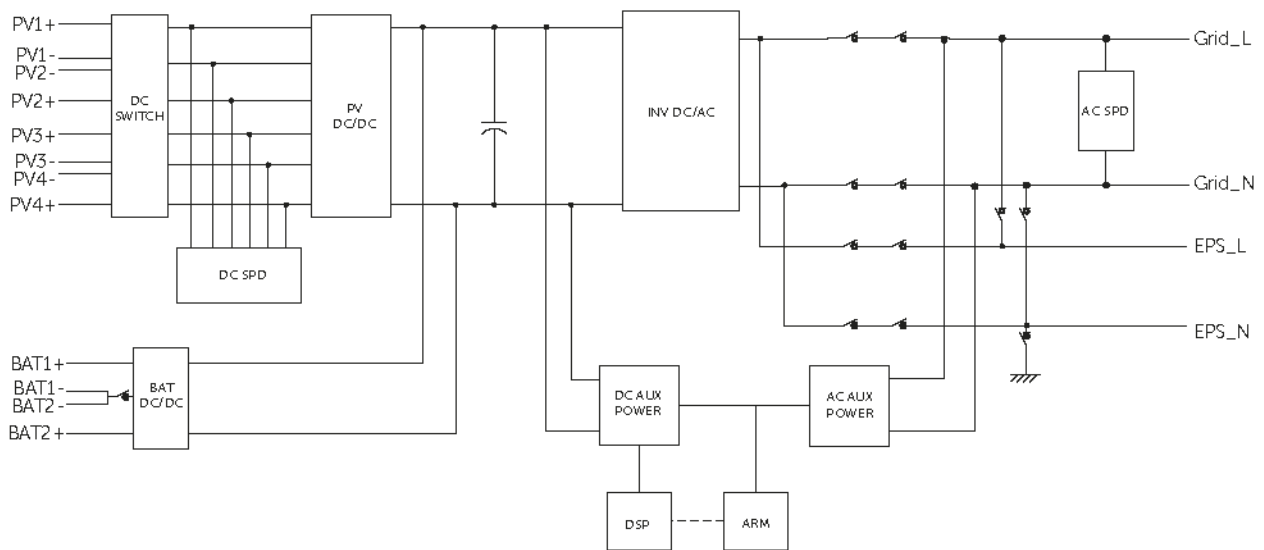 PV1+
PV1-
PV2-
PV2+
PV3+
PV3-
PV4-
PV4+
DC
SWITCH
PV
DC/DC
DC SPD
INV DC/AC
AC SPD
Grid_L
Grid_N
EPS_L
EPS_N
BAT1+
BAT1-
BAT2-
BAT2+
BAT
DC/DC
DC AUX
POWER
AC AUX
POWER
DSP
ARM